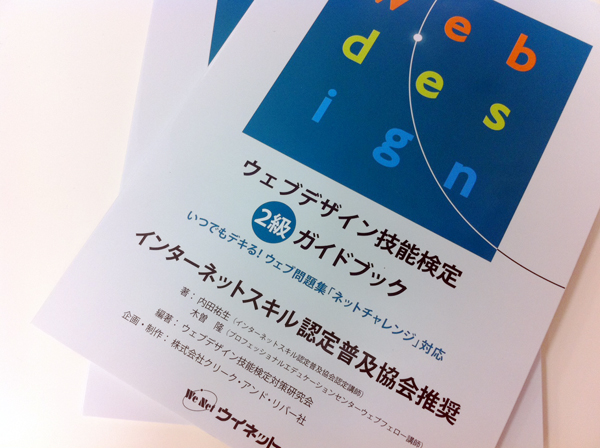 web
des
ign
ウェブデザイン技能検定
2級 ガイドブック
いつでもデキる！ウェブ問題集「ネットチャレンジ」対応
インターネットスキル認定普及協会推奨
著：内田祐生（インターネットスキル認定普及協会認定講師）
木曽 隆（プロフェッショナルエデュケーションセンターウェブフェロー講師）
編著：ウェブデザイン技能検定対策研究会
企画・制作：株式会社クリーク・アンド・リバー社
We Net ウイネット